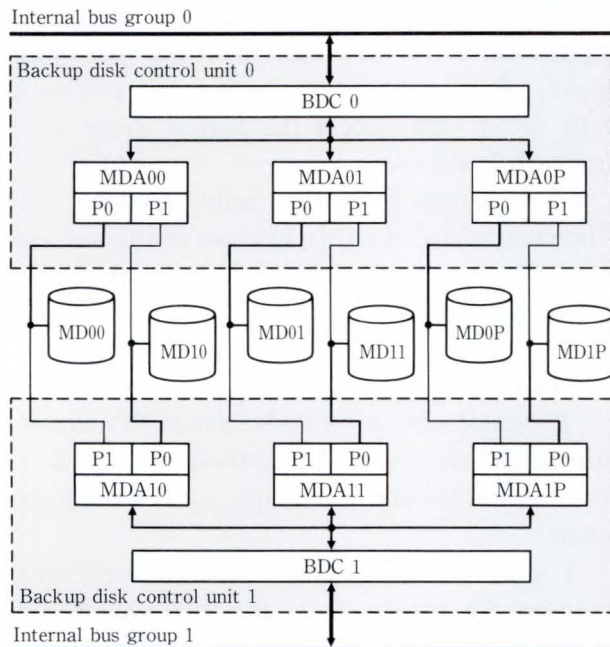 Internal bus group 0
Backup disk control unit 0
BDC 0
MDA00 MDA01 MDA0P
P0 P1 P0 P1 P0 P1
MD00 MD01 MD0P
MD10 MD11 MD1P
P1 P0 P1 P0 P1 P0
MDA10 MDA11 MDA1P
BDC 1
Backup disk control unit 1
Internal bus group 1